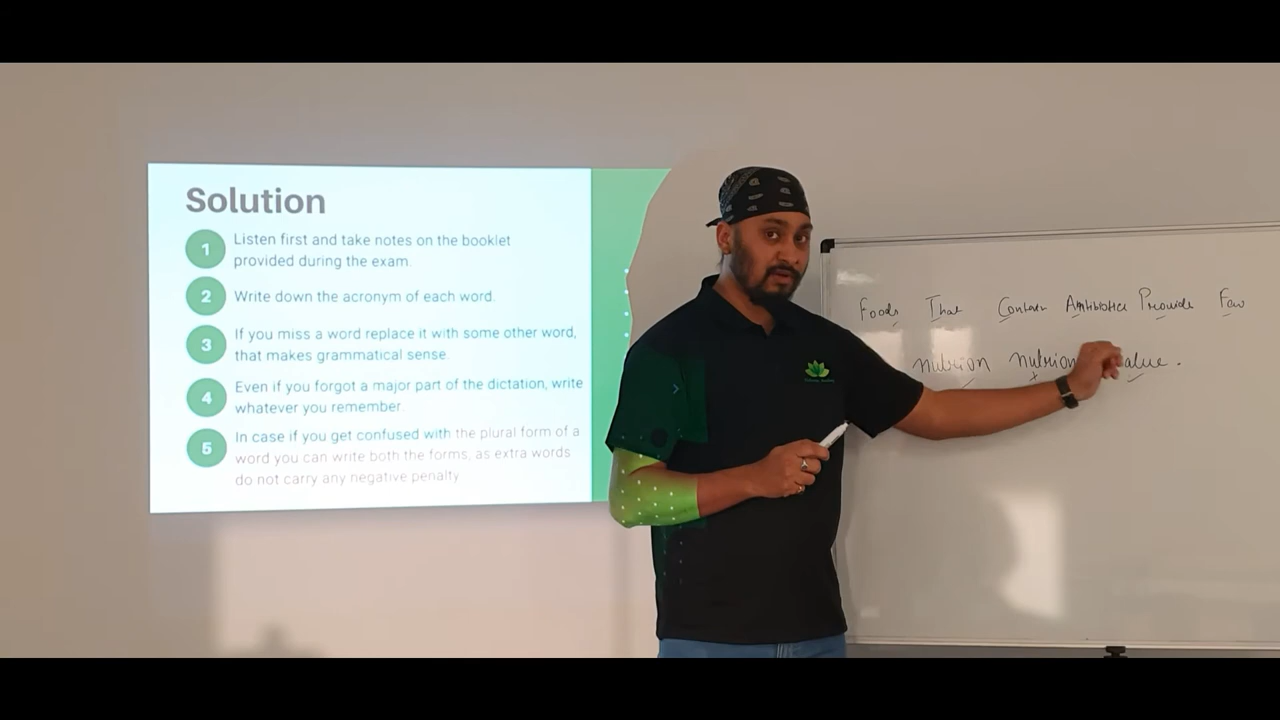 Solution
1 Listen first and take notes on the booklet
provided during the exam.
2 Write down the acronym of each word.
3 If you miss a word replace it with some other word,
that makes grammatical sense.
4 Even if you forgot a major part of the dictation, write
whatever you remember.
5 In case if you get confused with the plural form of a
word you can write both the forms, as extra words
do not carry any negative penalty
Foods That Contain Antibiotics Provide Few
nutrion nutrion value.